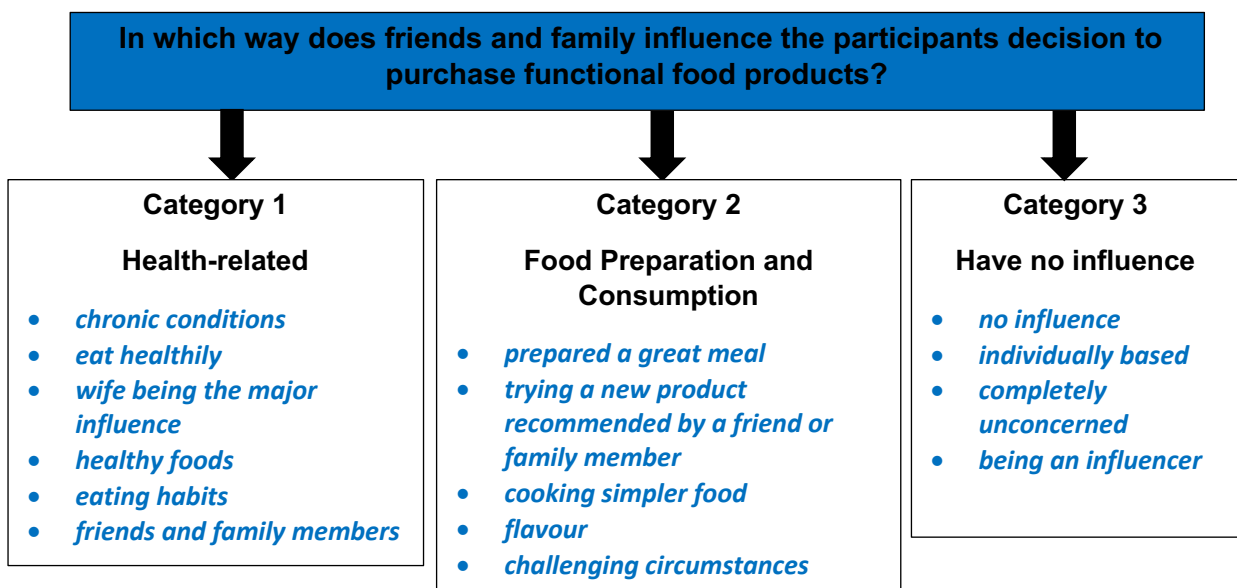 In which way does friends and family influence the participants decision to
purchase functional food products?
Category 1
Health-related
• chronic conditions
• eat healthily
• wife being the major
influence
• healthy foods
• eating habits
• friends and family members
Category 2
Food Preparation and
Consumption
• prepared a great meal
• trying a new product
recommended by a friend or
family member
• cooking simpler food
• flavour
• challenging circumstances
Category 3
Have no influence
• no influence
• individually based
• completely
unconcerned
• being an influencer